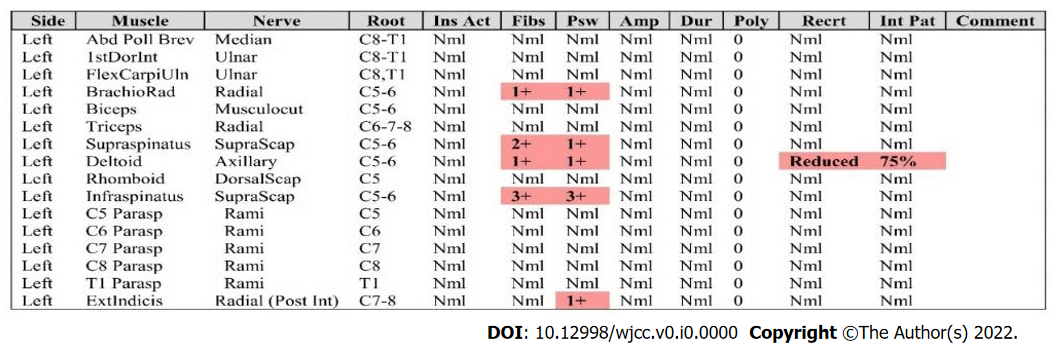 Side Muscle Nerve Root Ins Act Fibs Psw Amp Dur Poly Recrt Int Pat Comment
Left Abd Poll Brev Median C8-T1 Nml Nml Nml Nml Nml 0 Nml Nml
Left 1stDorInt Ulnar C8-T1 Nml Nml Nml Nml Nml 0 Nml Nml
Left FlexCarpiUln Ulnar C8,T1 Nml Nml Nml Nml Nml 0 Nml Nml
Left BrachioRad Radial C5-6 Nml 1+ 1+ Nml Nml 0 Nml Nml
Left Biceps Musculocut C5-6 Nml Nml Nml Nml Nml 0 Nml Nml
Left Triceps Radial C6-7-8 Nml Nml Nml Nml Nml 0 Nml Nml
Left Supraspinatus SupraScap C5-6 Nml 2+ 1+ Nml Nml 0 Nml Nml
Left Deltoid Axillary C5-6 Nml 1+ 1+ Nml Nml 0 Reduced 75%
Left Rhomboid DorsalScap C5 Nml Nml Nml Nml Nml 0 Nml Nml
Left Infraspinatus SupraScap C5-6 Nml 3+ 3+ Nml Nml 0 Nml Nml
Left C5 Parasp Rami C5 Nml Nml Nml Nml Nml 0 Nml Nml
Left C6 Parasp Rami C6 Nml Nml Nml Nml Nml 0 Nml Nml
Left C7 Parasp Rami C7 Nml Nml Nml Nml Nml 0 Nml Nml
Left C8 Parasp Rami C8 Nml Nml Nml Nml Nml 0 Nml Nml
Left T1 Parasp Rami T1 Nml Nml Nml Nml Nml 0 Nml Nml
Left ExtIndicis Radial (Post Int) C7-8 Nml Nml 1+ Nml Nml 0 Nml Nml
DOI: 10.12998/wjcc.v0.i0.0000 Copyright ©The Author(s) 2022.